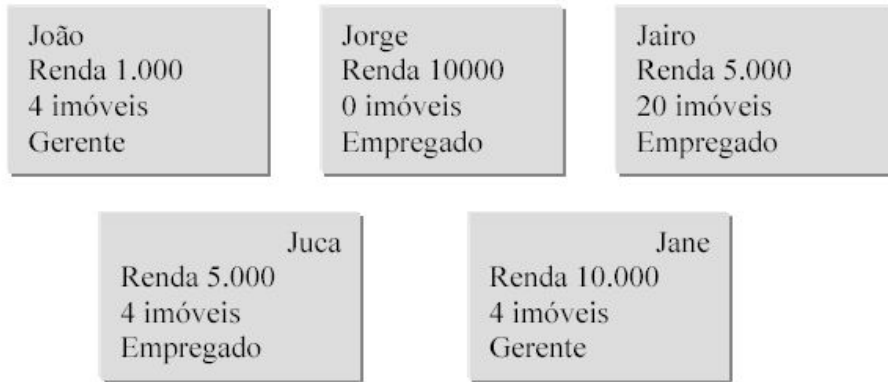 João
Renda 1.000
4 imóveis
Gerente
Jorge
Renda 10000
0 imóveis
Empregado
Jairo
Renda 5.000
20 imóveis
Empregado
Juca
Renda 5.000
4 imóveis
Empregado
Jane
Renda 10.000
4 imóveis
Gerente